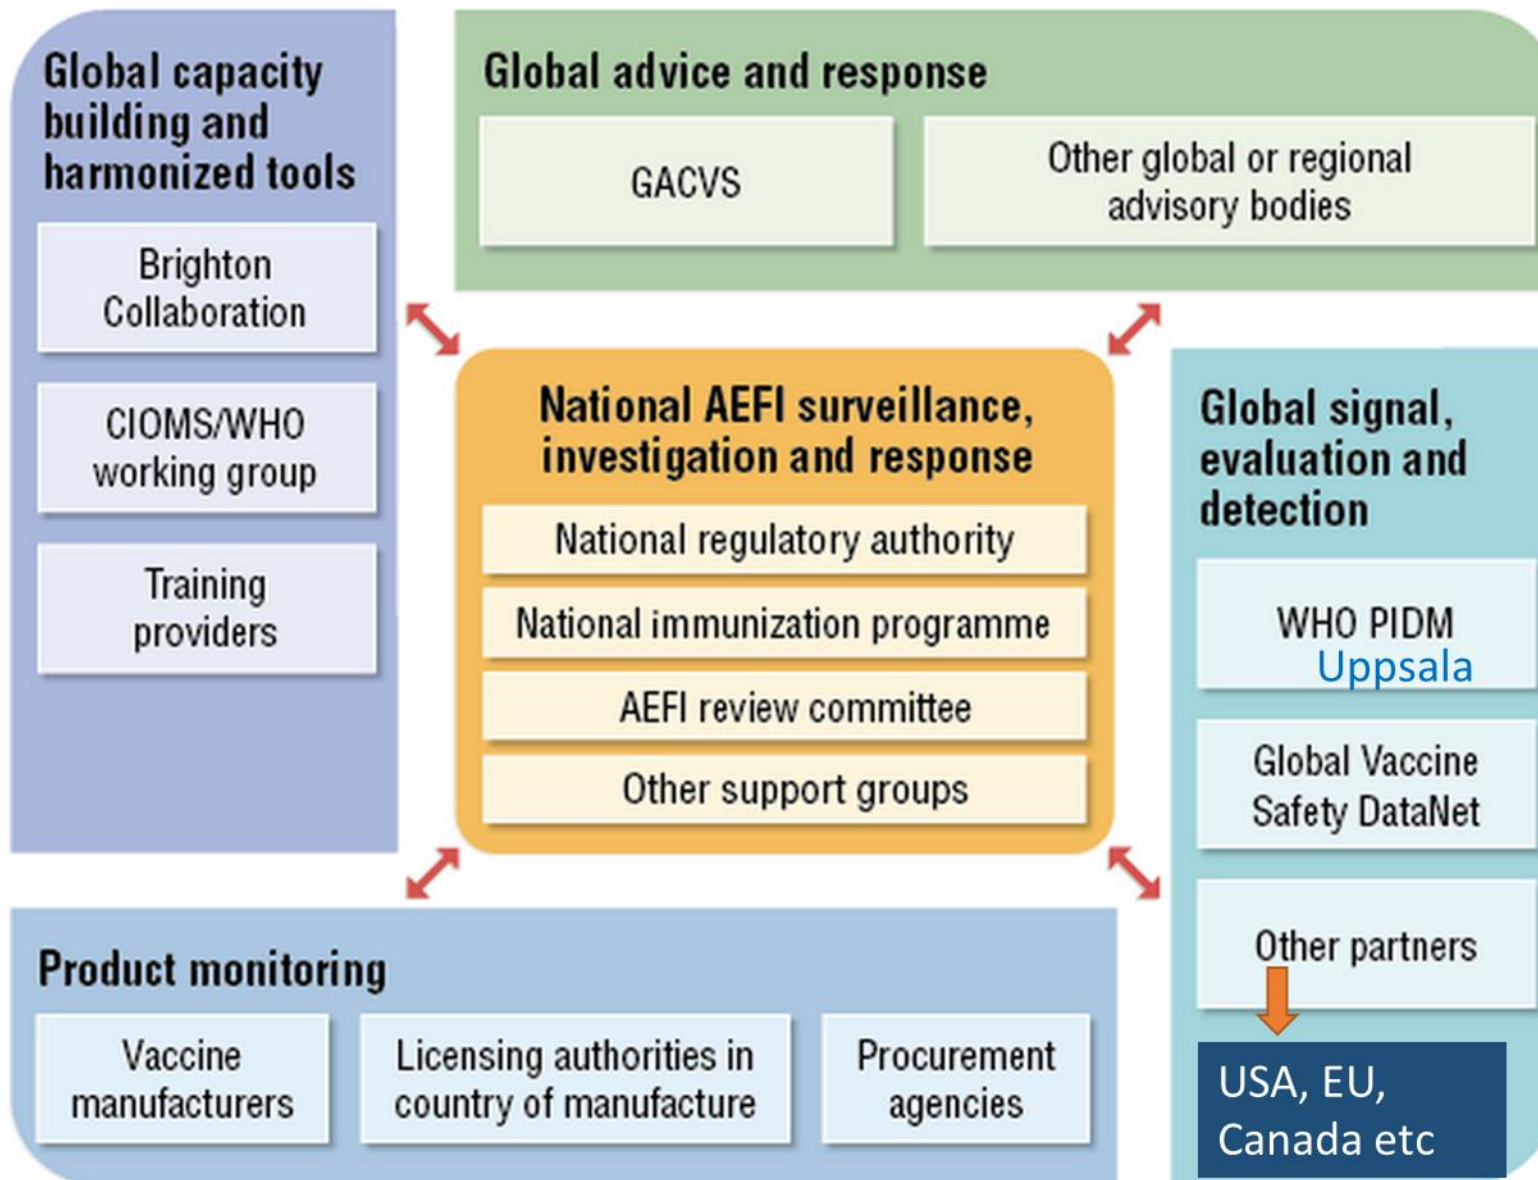 Global capacity
building and
harmonized tools
Brighton
Collaboration
CIOMS/WHO
working group
Training
providers
Global advice and response
GACVS
Other global or regional
advisory bodies
National AEFI surveillance,
investigation and response
National regulatory authority
National immunization programme
AEFI review committee
Other support groups
Global signal,
evaluation and
detection
WHO PIDM
Uppsala
Global Vaccine
Safety DataNet
Other partners
USA, EU,
Canada etc
Product monitoring
Vaccine
manufacturers
Licensing authorities in
country of manufacture
Procurement
agencies